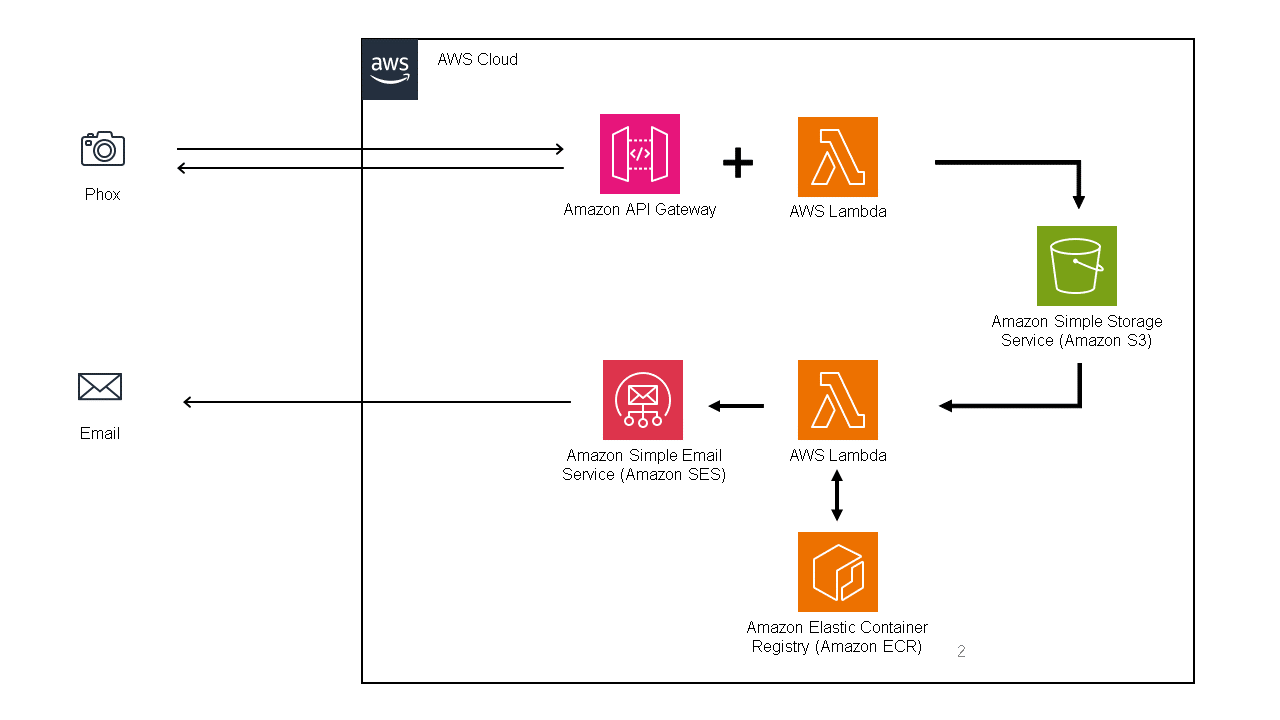 aws
AWS Cloud
Phox
Amazon API Gateway
AWS Lambda
Amazon Simple Storage
Service (Amazon S3)
Email
Amazon Simple Email
Service (Amazon SES)
AWS Lambda
Amazon Elastic Container
Registry (Amazon ECR)
2